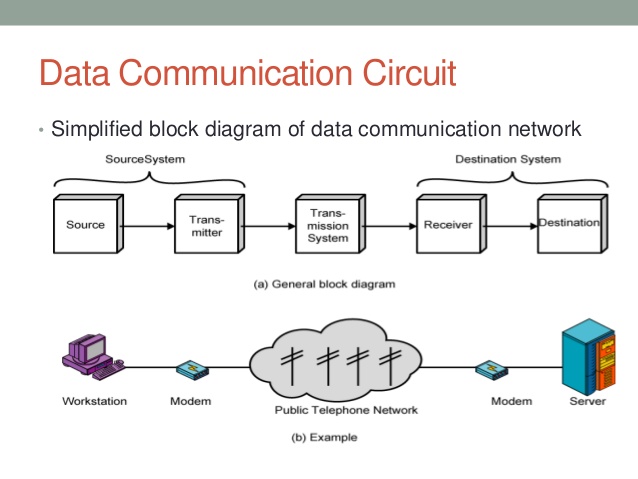 Data Communication Circuit
• Simplified block diagram of data communication network
SourceSystem
Destination System
Source
Trans-
mitter
Trans-
mission
System
Receiver
Destination
(a) General block diagram
Workstation
Modem
Public Telephone Network
Modem
Server
(b) Example